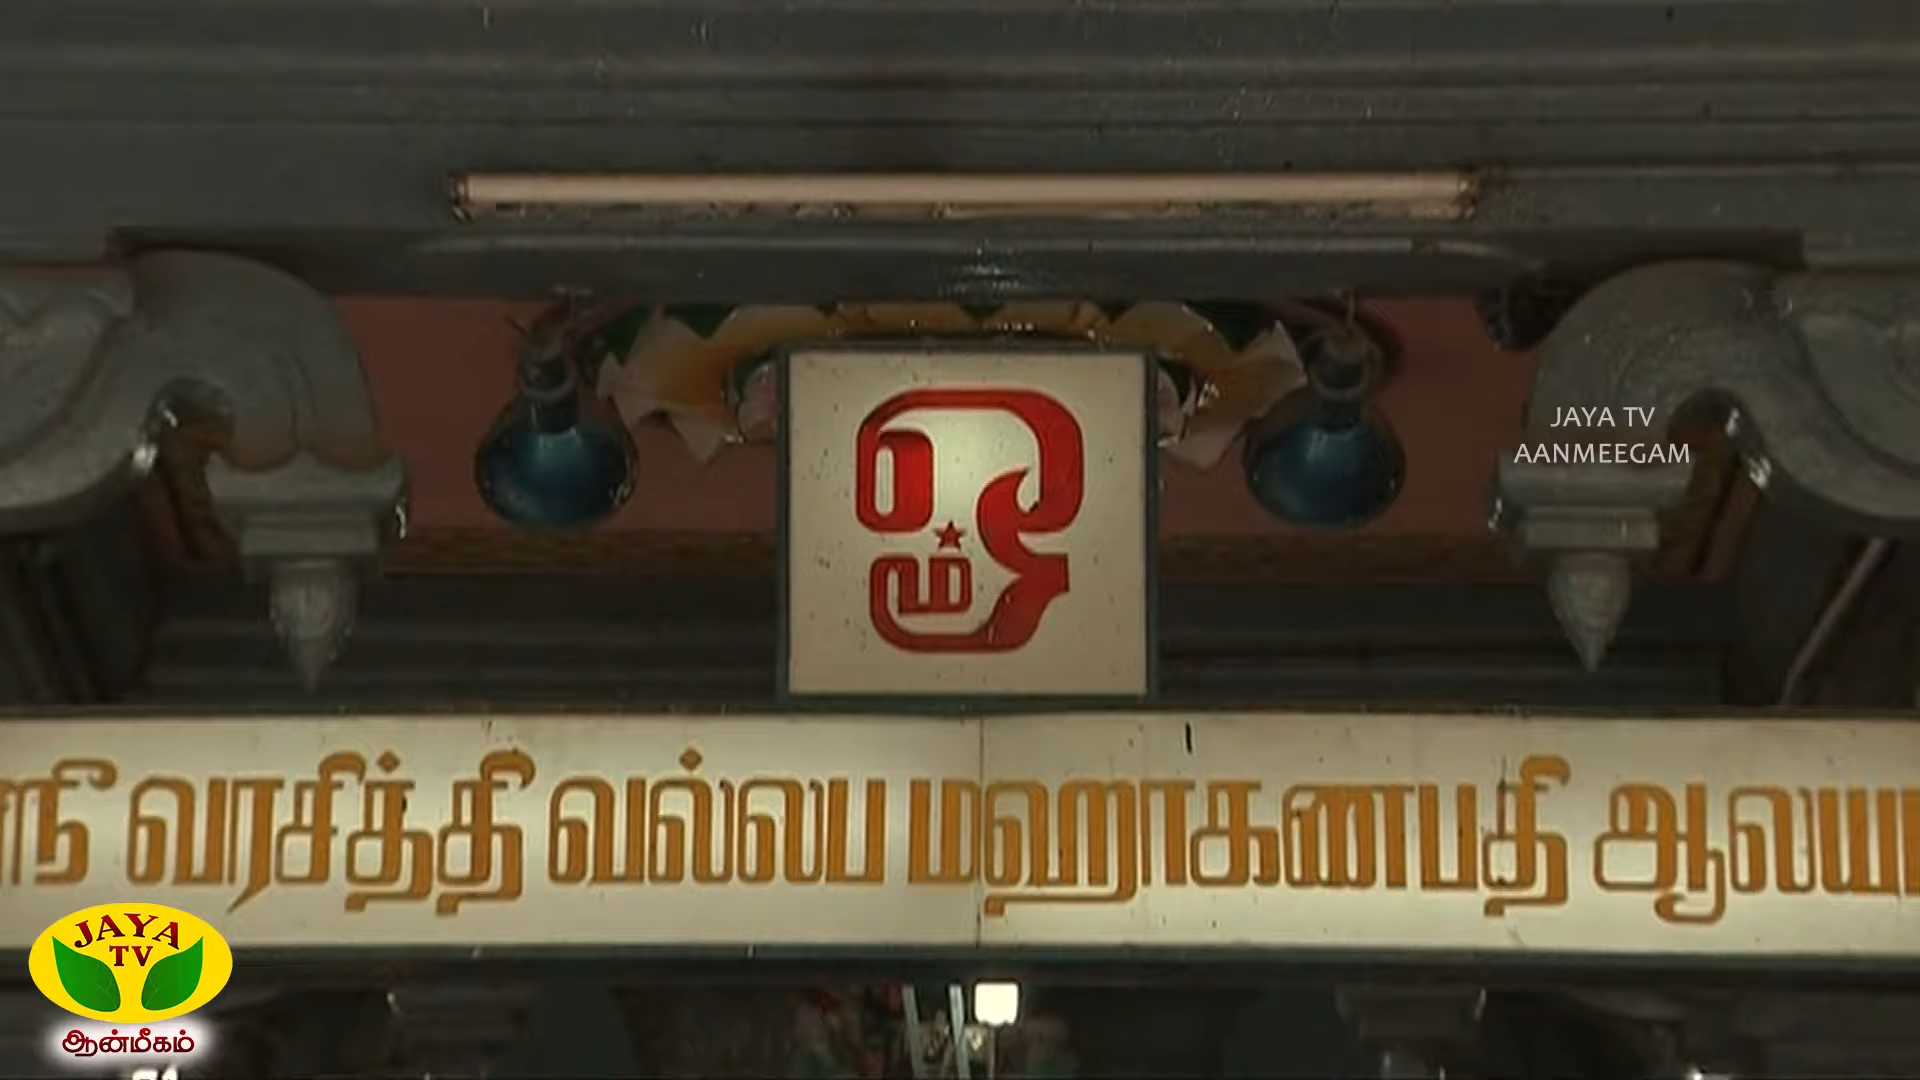 JAYA TV
AANMEEGAM
ஓம்
ஸ்ரீ வரசித்தி வல்லப மஹாகணபதி ஆலய
JAYA
TV
ஆன்மீகம்